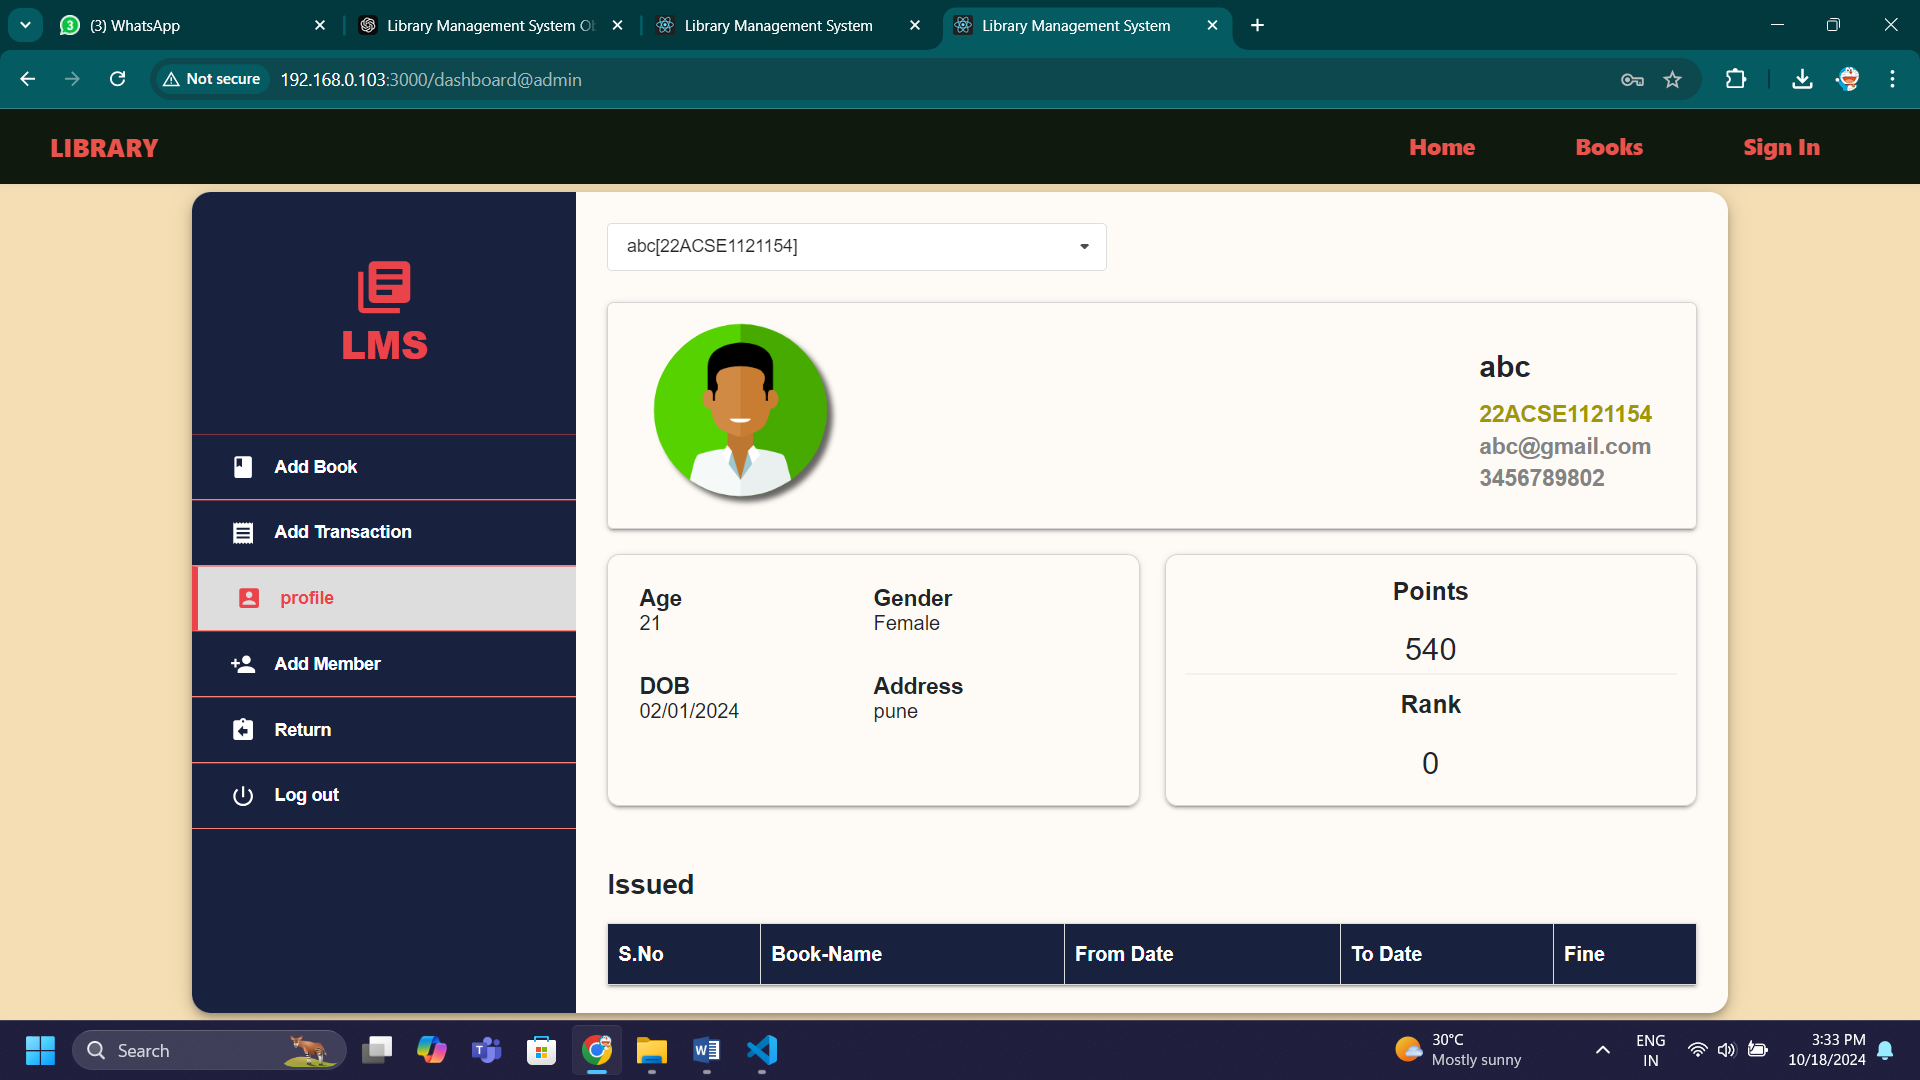 (3) WhatsApp
Library Management System Ob
Library Management System
Library Management System
Not secure
192.168.0.103:3000/dashboard@admin
LIBRARY
Home
Books
Sign In
LMS
Add Book
Add Transaction
profile
Add Member
Return
Log out
abc[22ACSE1121154]
abc
22ACSE1121154
abc@gmail.com
3456789802
Age
21
Gender
Female
DOB
02/01/2024
Address
pune
Points
540
Rank
0
Issued
S.No Book-Name From Date To Date Fine
Search
30°C
Mostly sunny
ENG
IN
3:33 PM
10/18/2024